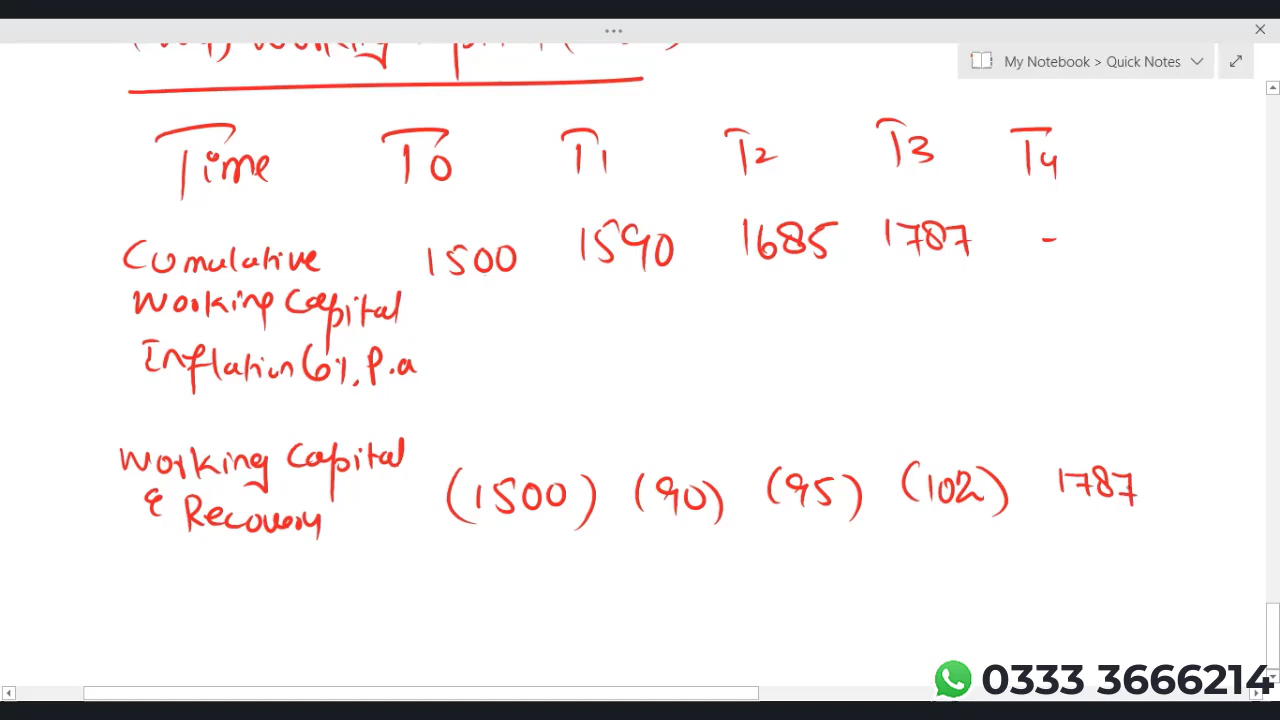 My Notebook > Quick Notes
Working
Time T0 T1 T2 T3 T4
Cumulative 1500 1590 1685 1787 -
Working Capital
Inflation 6%. P.a
Working Capital (1500) (90) (95) (102) 1787
& Recovery
0333 3666214